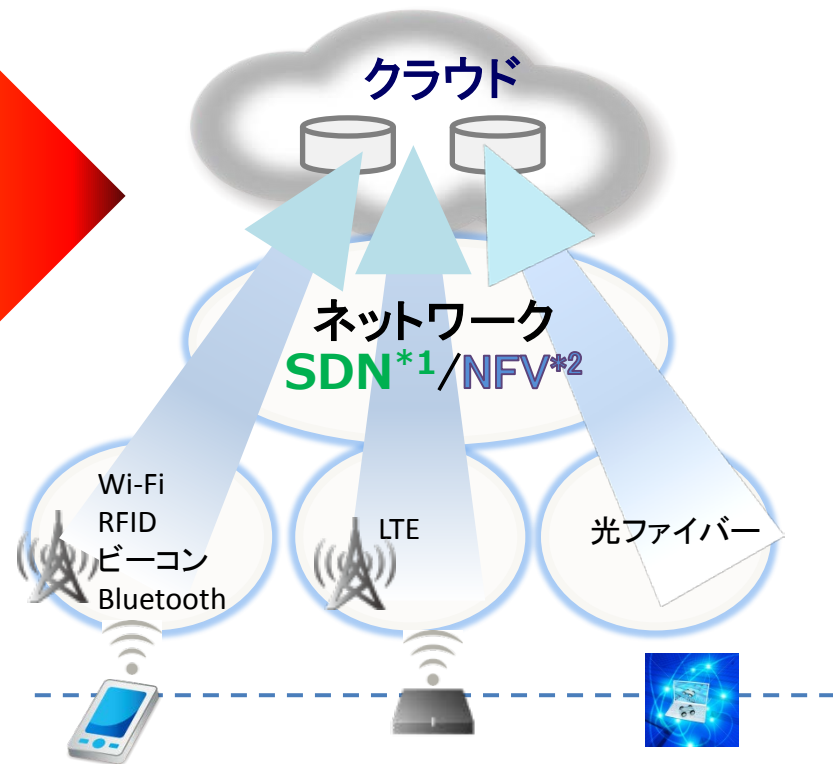 クラウド
ネットワーク
SDN*1/NFV*2
Wi-Fi
RFID
ビーコン
Bluetooth
LTE
光ファイバー